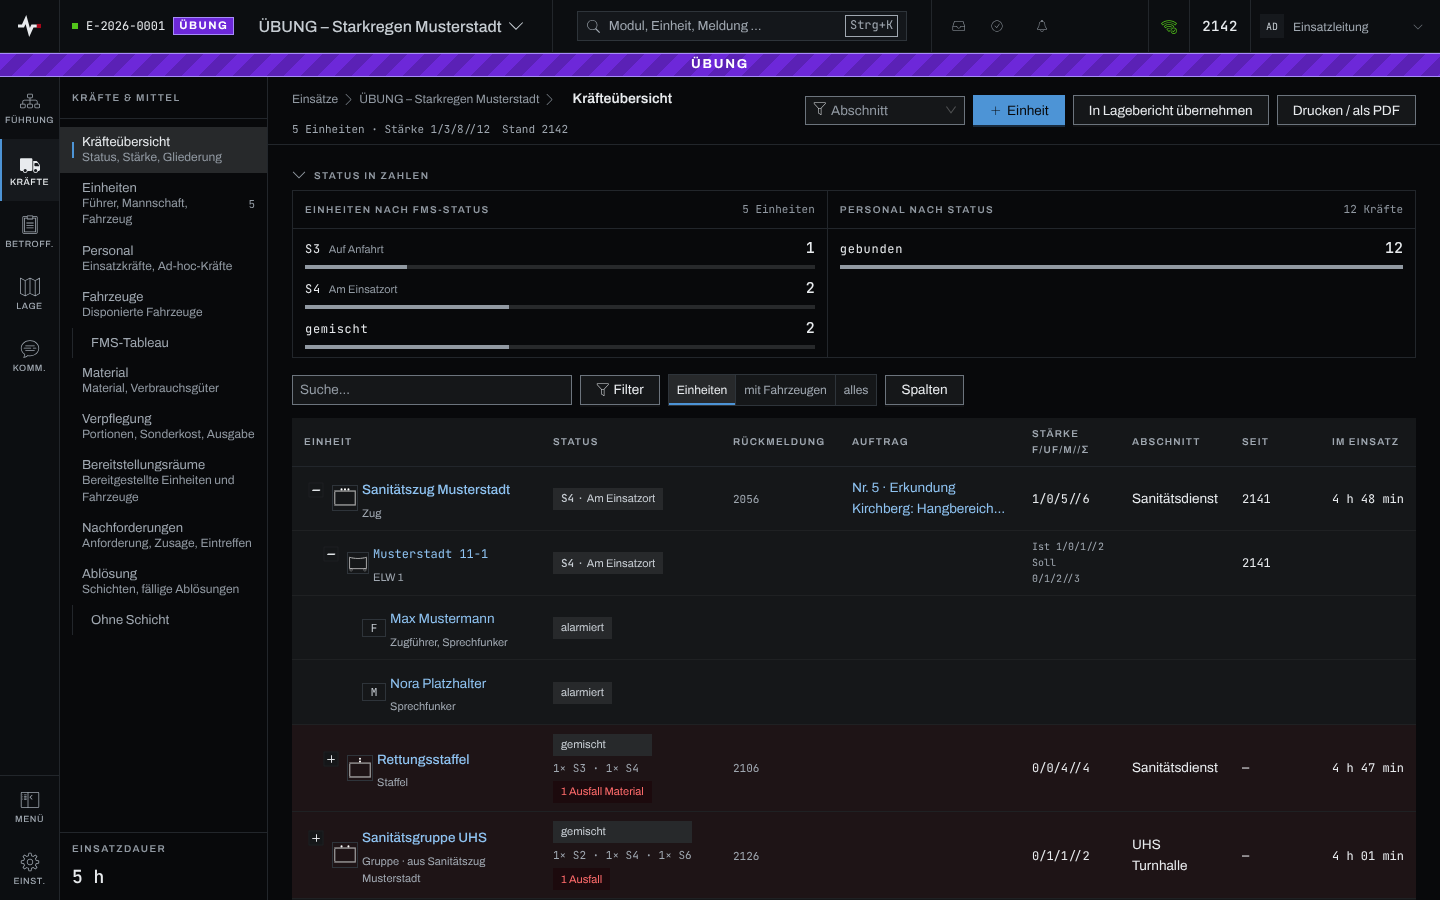 E-2026-0001 ÜBUNG ÜBUNG – Starkregen Musterstadt
Modul, Einheit, Meldung ... Strg+K
2142
AD Einsatzleitung
ÜBUNG
FÜHRUNG
KRÄFTE
BETROFF.
LAGE
KOMM.
MENÜ
EINST.
KRÄFTE & MITTEL
Kräfteübersicht
Status, Stärke, Gliederung
Einheiten
Führer, Mannschaft,
Fahrzeug
5
Personal
Einsatzkräfte, Ad-hoc-Kräfte
Fahrzeuge
Disponierte Fahrzeuge
FMS-Tableau
Material
Material, Verbrauchsgüter
Verpflegung
Portionen, Sonderkost, Ausgabe
Bereitstellungsräume
Bereitgestellte Einheiten und
Fahrzeuge
Nachforderungen
Anforderung, Zusage, Eintreffen
Ablösung
Schichten, fällige Ablösungen
Ohne Schicht
EINSATZDAUER
5 h
Einsätze ÜBUNG – Starkregen Musterstadt Kräfteübersicht
5 Einheiten · Stärke 1/3/8//12 Stand 2142
Abschnitt
+ Einheit
In Lagebericht übernehmen
Drucken / als PDF
STATUS IN ZAHLEN
EINHEITEN NACH FMS-STATUS 5 Einheiten
S3 Auf Anfahrt 1
S4 Am Einsatzort 2
gemischt 2
PERSONAL NACH STATUS 12 Kräfte
gebunden 12
Suche...
Filter
Einheiten mit Fahrzeugen alles
Spalten
EINHEIT STATUS RÜCKMELDUNG AUFTRAG STÄRKE F/UF/M//Σ ABSCHNITT SEIT IM EINSATZ
Sanitätszug Musterstadt
Zug
S4 · Am Einsatzort
2056
Nr. 5 · Erkundung
Kirchberg: Hangbereich...
1/0/5//6
Sanitätsdienst
2141
4 h 48 min
Musterstadt 11-1
ELW 1
S4 · Am Einsatzort
Ist 1/0/1//2
Soll
0/1/2//3
2141
F Max Mustermann
Zugführer, Sprechfunker
alarmiert
M Nora Platzhalter
Sprechfunker
alarmiert
+ Rettungsstaffel
Staffel
gemischt
1× S3 · 1× S4
1 Ausfall Material
2106
0/0/4//4
Sanitätsdienst
–
4 h 47 min
+ Sanitätsgruppe UHS
Gruppe · aus Sanitätszug
Musterstadt
gemischt
1× S2 · 1× S4 · 1× S6
1 Ausfall
2126
0/1/1//2
UHS
Turnhalle
–
4 h 01 min